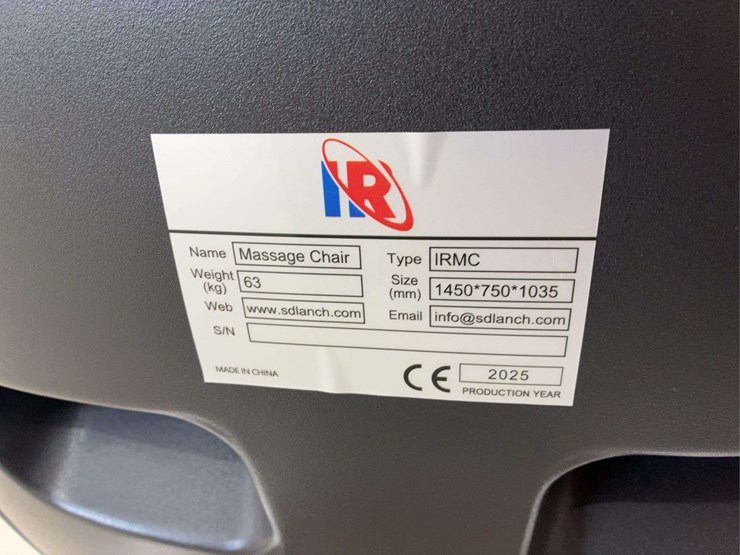 IR
Name Massage Chair Type IRMC
Weight (kg) 63 Size (mm) 1450*750*1035
Web www.sdlanch.com Email info@sdlanch.com
S/N
MADE IN CHINA CE 2025
PRODUCTION YEAR